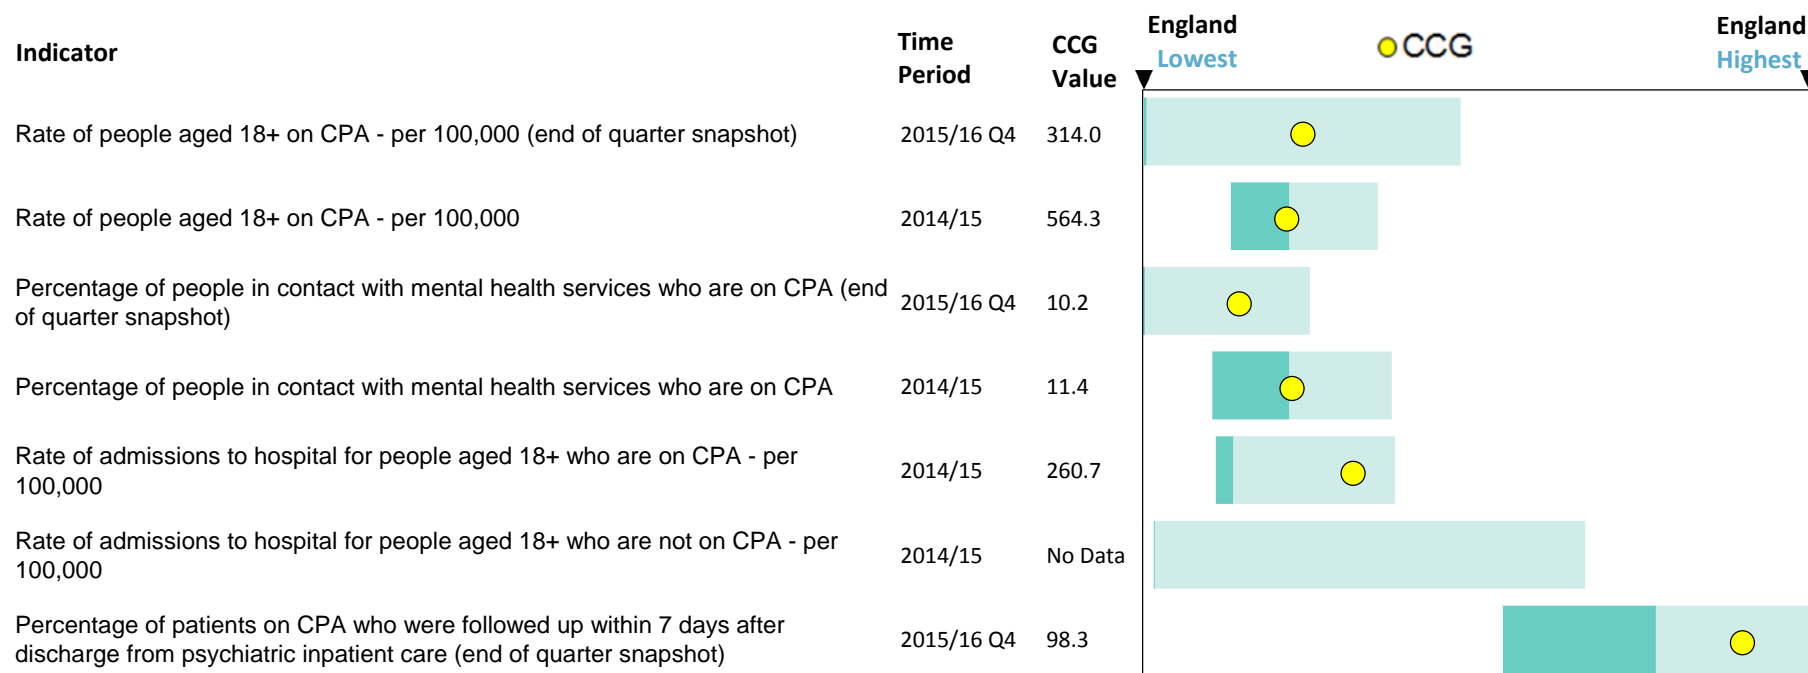 Indicator
Time
Period
CCG
Value
England
Lowest
CCG
England
Highest
Rate of people aged 18+ on CPA - per 100,000 (end of quarter snapshot) 2015/16 Q4 314.0
Rate of people aged 18+ on CPA - per 100,000 2014/15 564.3
Percentage of people in contact with mental health services who are on CPA (end
of quarter snapshot) 2015/16 Q4 10.2
Percentage of people in contact with mental health services who are on CPA 2014/15 11.4
Rate of admissions to hospital for people aged 18+ who are on CPA - per
100,000 2014/15 260.7
Rate of admissions to hospital for people aged 18+ who are not on CPA - per
100,000 2014/15 No Data
Percentage of patients on CPA who were followed up within 7 days after
discharge from psychiatric inpatient care (end of quarter snapshot) 2015/16 Q4 98.3